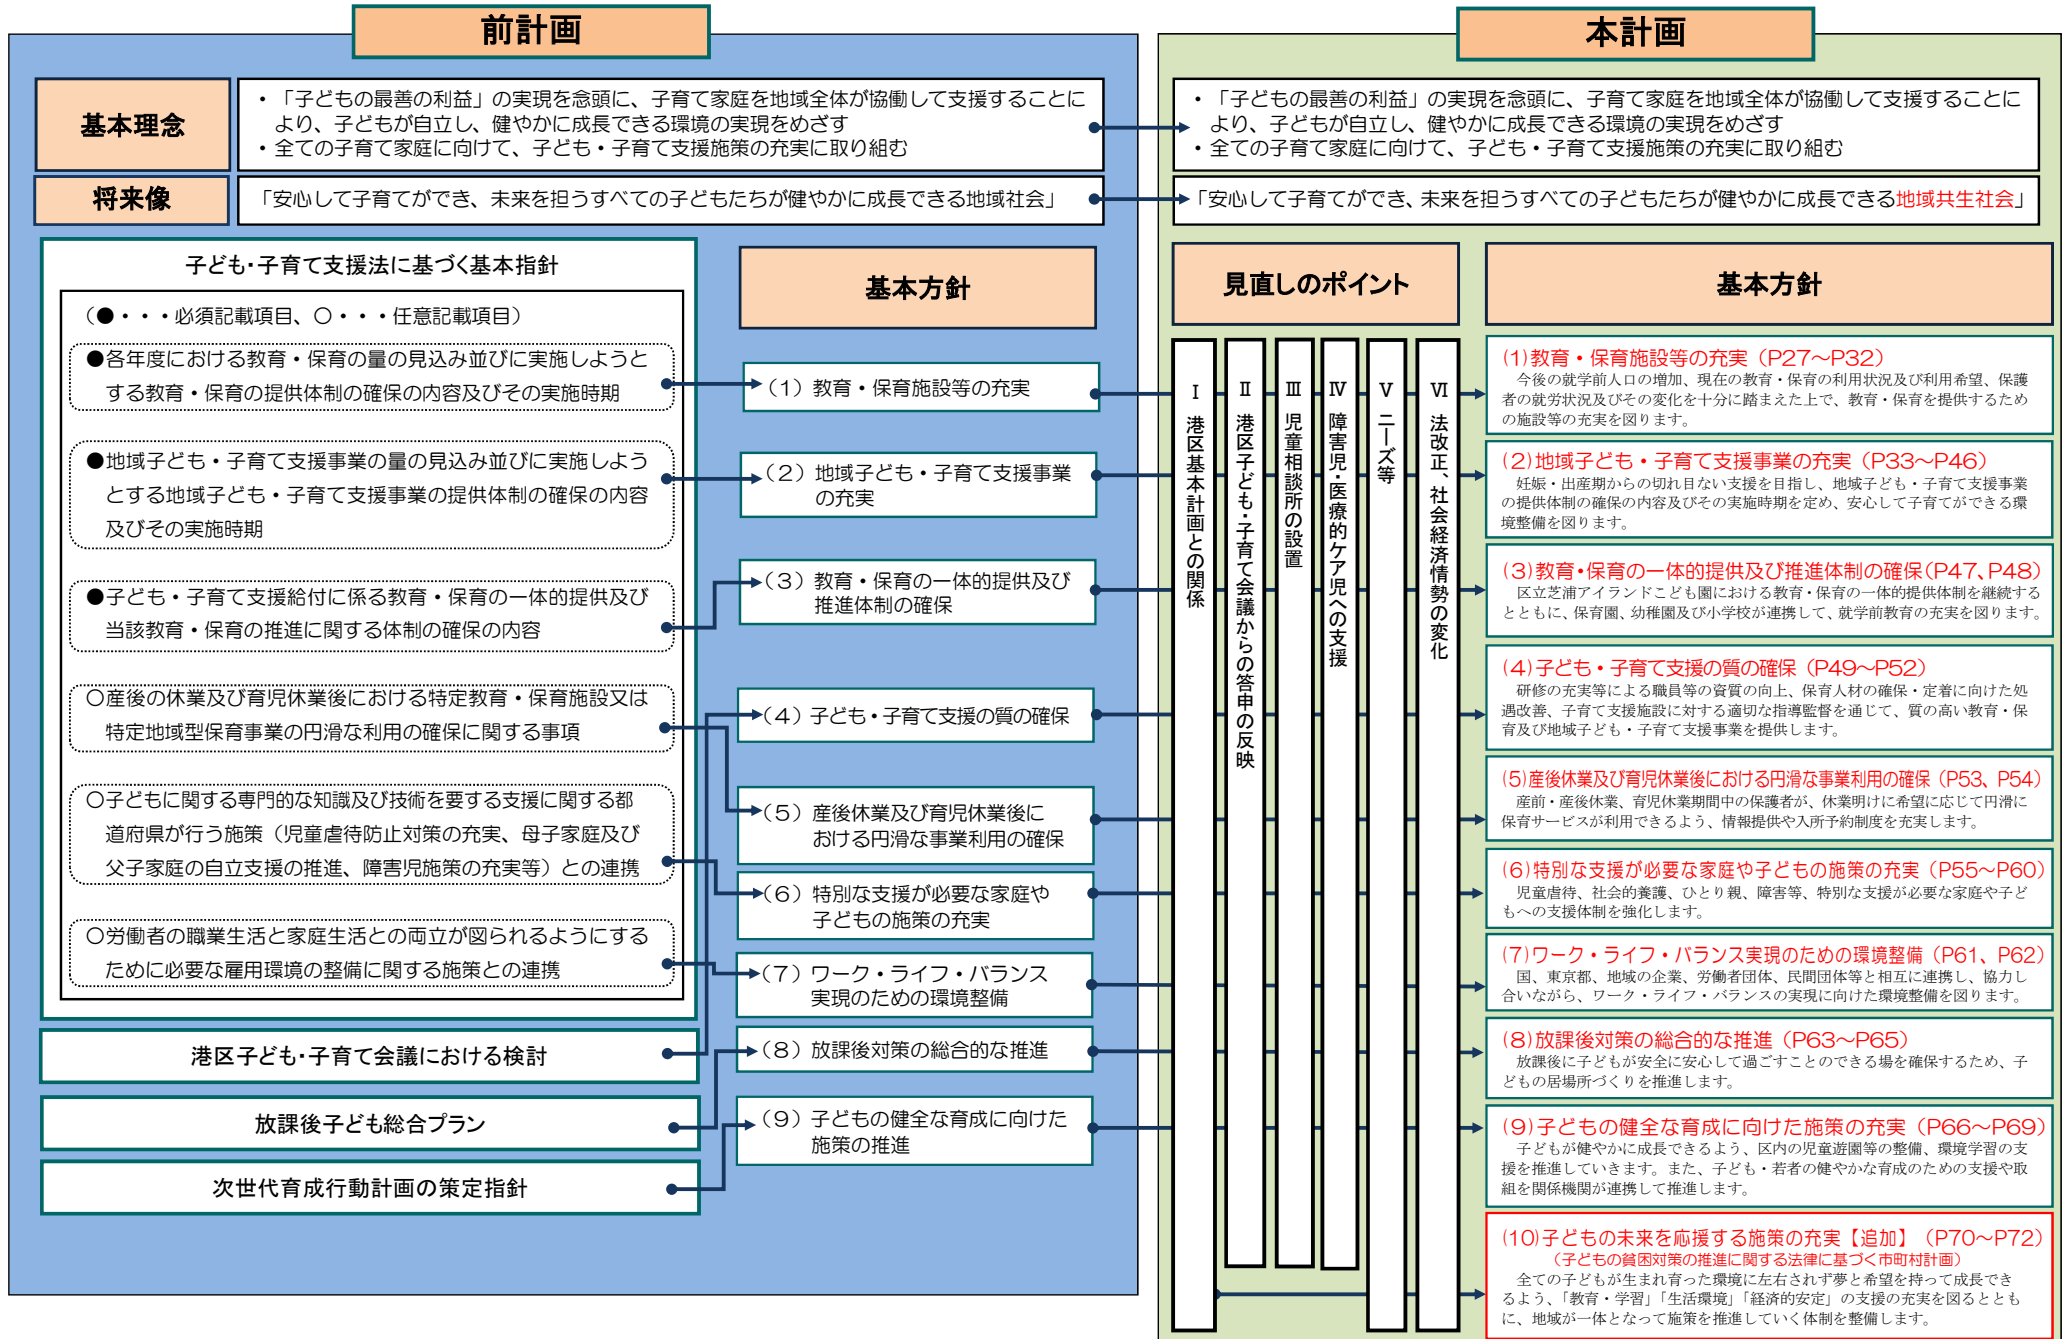 前計画
基本理念
・「子どもの最善の利益」の実現を念頭に、子育て家庭を地域全体が協働して支援することに
より、子どもが自立し、健やかに成長できる環境の実現をめざす
・全ての子育て家庭に向けて、子ども・子育て支援施策の充実に取り組む
将来像
「安心して子育てができ、未来を担うすべての子どもたちが健やかに成長できる地域社会」
子ども・子育て支援法に基づく基本指針
（●・・・必須記載項目、〇・・・任意記載項目）
●各年度における教育・保育の量の見込み並びに実施しようと
する教育・保育の提供体制の確保の内容及びその実施時期
●地域子ども・子育て支援事業の量の見込み並びに実施しよう
とする地域子ども・子育て支援事業の提供体制の確保の内容
及びその実施時期
●子ども・子育て支援給付に係る教育・保育の一体的提供及び
当該教育・保育の推進に関する体制の確保の内容
〇産後の休業及び育児休業後における特定教育・保育施設又は
特定地域型保育事業の円滑な利用の確保に関する事項
〇子どもに関する専門的な知識及び技術を要する支援に関する都
道府県が行う施策（児童虐待防止対策の充実、母子家庭及び
父子家庭の自立支援の推進、障害児施策の充実等）との連携
〇労働者の職業生活と家庭生活との両立が図られるようにする
ために必要な雇用環境の整備に関する施策との連携
港区子ども・子育て会議における検討
放課後子ども総合プラン
次世代育成行動計画の策定指針
基本方針
（1）教育・保育施設等の充実
（2）地域子ども・子育て支援事業
の充実
（3）教育・保育の一体的提供及び
推進体制の確保
（4）子ども・子育て支援の質の確保
（5）産後休業及び育児休業後に
おける円滑な事業利用の確保
（6）特別な支援が必要な家庭や
子どもの施策の充実
（7）ワーク・ライフ・バランス
実現のための環境整備
（8）放課後対策の総合的な推進
（9）子どもの健全な育成に向けた
施策の推進
本計画
・「子どもの最善の利益」の実現を念頭に、子育て家庭を地域全体が協働して支援することに
より、子どもが自立し、健やかに成長できる環境の実現をめざす
・全ての子育て家庭に向けて、子ども・子育て支援施策の充実に取り組む
「安心して子育てができ、未来を担うすべての子どもたちが健やかに成長できる地域共生社会」
見直しのポイント
Ⅰ 港区基本計画との関係
Ⅱ 港区子ども・子育て会議からの答申の反映
Ⅲ 児童相談所の設置
Ⅳ 障害児・医療的ケア児への支援
Ⅴ ニーズ等
Ⅵ 法改正、社会経済情勢の変化
基本方針
(1)教育・保育施設等の充実（P27～P32）
今後の就学前人口の増加、現在の教育・保育の利用状況及び利用希望、保護
者の就労状況及びその変化を十分に踏まえた上で、教育・保育を提供するため
の施設等の充実を図ります。
(2)地域子ども・子育て支援事業の充実（P33～P46）
妊娠・出産期からの切れ目ない支援を目指し、地域子ども・子育て支援事業
の提供体制の確保の内容及びその実施時期を定め、安心して子育てができる環
境整備を図ります。
(3)教育・保育の一体的提供及び推進体制の確保(P47、P48)
区立芝浦アイランドこども園における教育・保育の一体的提供体制を継続する
とともに、保育園、幼稚園及び小学校が連携して、就学前教育の充実を図ります。
(4)子ども・子育て支援の質の確保（P49～P52）
研修の充実等による職員等の資質の向上、保育人材の確保・定着に向けた処
遇改善、子育て支援施設に対する適切な指導監督を通じて、質の高い教育・保
育及び地域子ども・子育て支援事業を提供します。
(5)産後休業及び育児休業後における円滑な事業利用の確保（P53、P54）
産前・産後休業、育児休業期間中の保護者が、休業明けに希望に応じて円滑に
保育サービスが利用できるよう、情報提供や入所予約制度を充実します。
(6)特別な支援が必要な家庭や子どもの施策の充実（P55～P60）
児童虐待、社会的養護、ひとり親、障害等、特別な支援が必要な家庭や子ど
もへの支援体制を強化します。
(7)ワーク・ライフ・バランス実現のための環境整備（P61、P62）
国、東京都、地域の企業、労働者団体、民間団体等と相互に連携し、協力し
合いながら、ワーク・ライフ・バランスの実現に向けた環境整備を図ります。
(8)放課後対策の総合的な推進（P63～P65）
放課後に子どもが安全に安心して過ごすことのできる場を確保するため、子
どもの居場所づくりを推進します。
(9)子どもの健全な育成に向けた施策の充実（P66～P69）
子どもが健やかに成長できるよう、区内の児童遊園等の整備、環境学習の支
援を推進していきます。また、子ども・若者の健やかな育成のための支援や取
組を関係機関が連携して推進します。
(10)子どもの未来を応援する施策の充実【追加】（P70～P72）
（子どもの貧困対策の推進に関する法律に基づく市町村計画）
全ての子どもが生まれ育った環境に左右されず夢と希望を持って成長でき
るよう、「教育・学習」「生活環境」「経済的安定」の支援の充実を図るととも
に、地域が一体となって施策を推進していく体制を整備します。